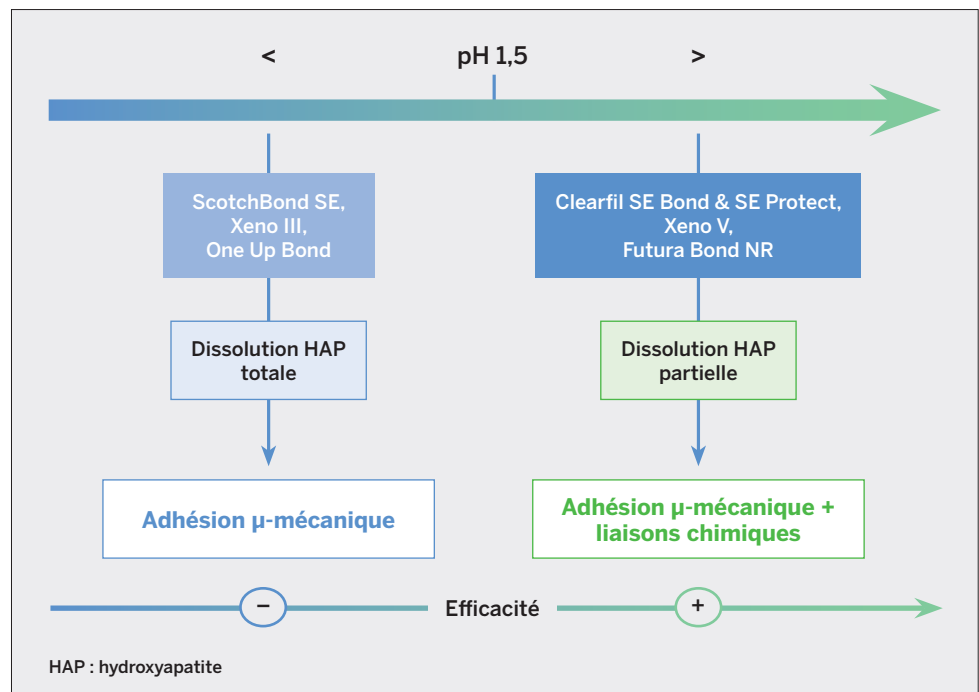 < pH 1,5 >
ScotchBond SE,
Xeno III,
One Up Bond
Clearfil SE Bond & SE Protect,
Xeno V,
Futura Bond NR
Dissolution HAP
totale
Dissolution HAP
partielle
Adhésion µ-mécanique
Adhésion µ-mécanique +
liaisons chimiques
− Efficacité +
HAP : hydroxyapatite